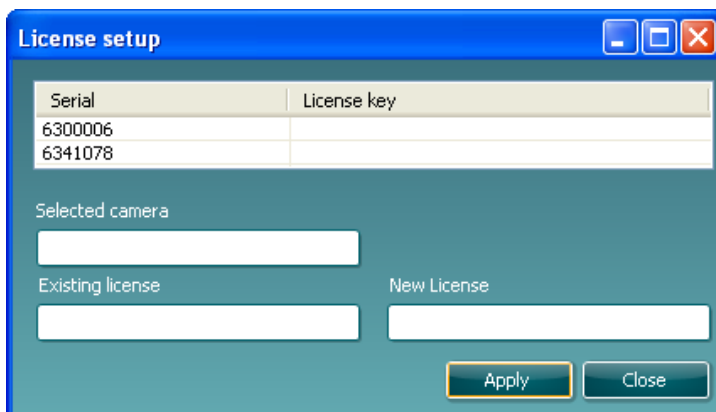 License setup
Serial License key
6300006
6341078
Selected camera
Existing license New License
Apply Close